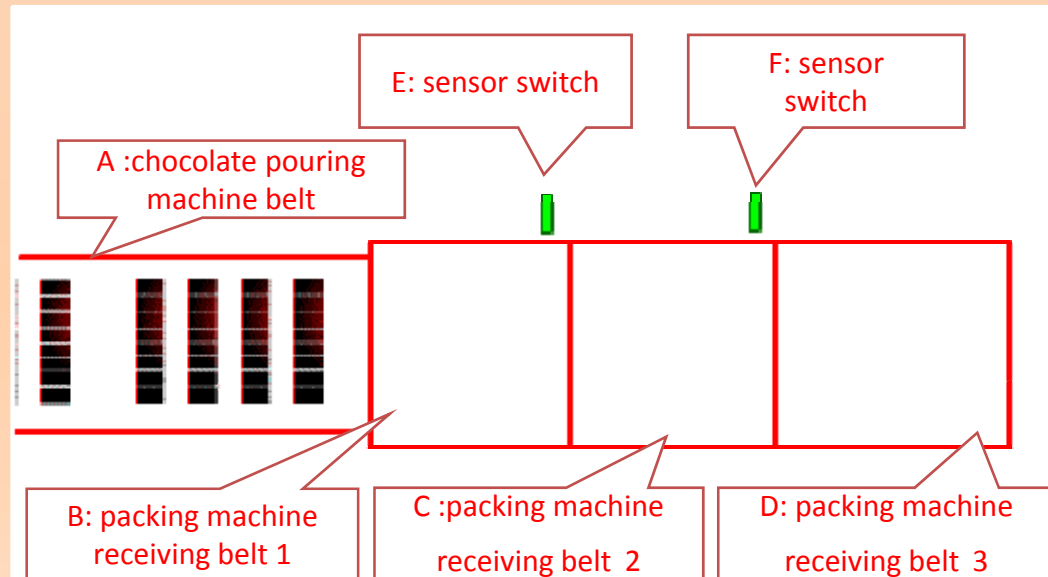 E: sensor switch
F: sensor
switch
A :chocolate pouring
machine belt
B: packing machine
receiving belt 1
C :packing machine
receiving belt  2
D: packing machine
receiving belt  3